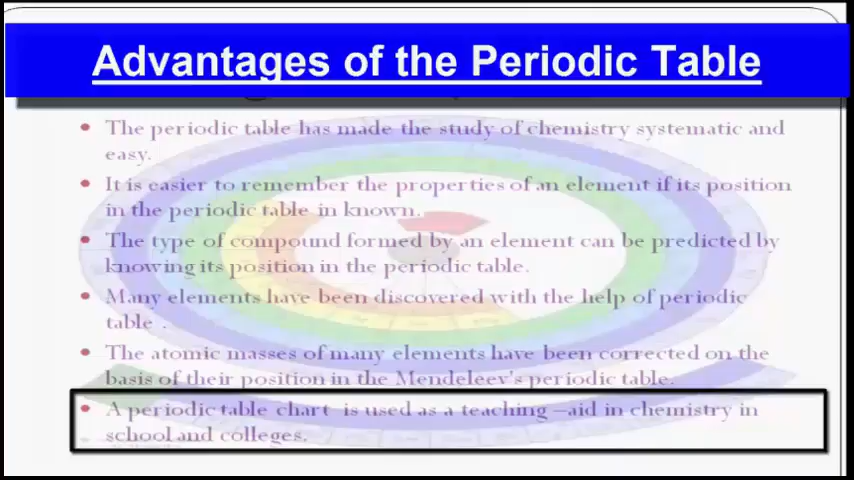 Advantages of the Periodic Table
• The periodic table has made the study of chemistry systematic and
easy.
• It is easier to remember the properties of an element if its position
in the periodic table in known.
• The type of compound formed by an element can be predicted by
knowing its position in the periodic table.
• Many elements have been discovered with the help of periodic
table .
• The atomic masses of many elements have been corrected on the
basis of their position in the Mendeleev's periodic table.
• A periodic table chart is used as a teaching –aid in chemistry in
school and colleges.